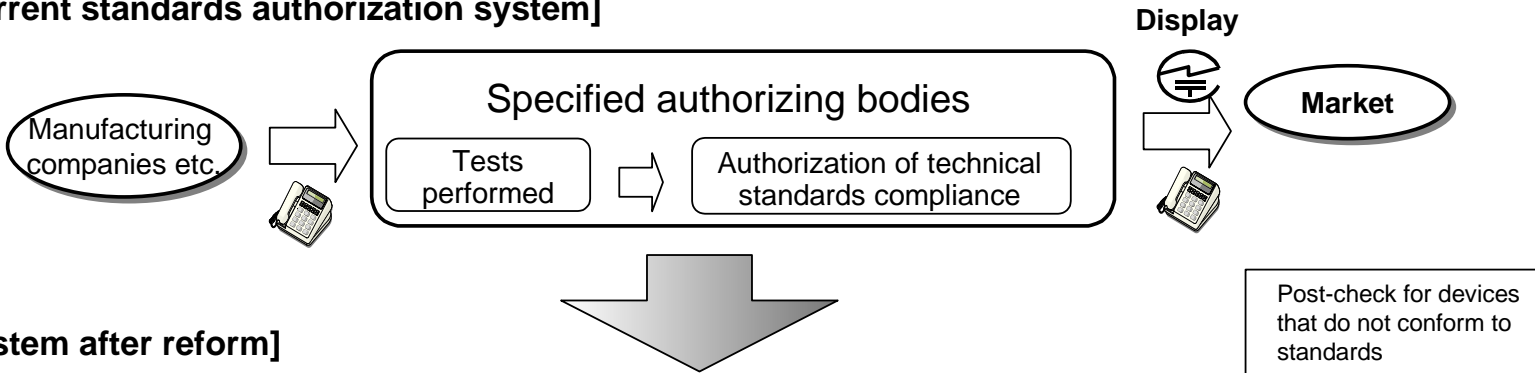 rrent standards authorization system]
Display
Specified authorizing bodies
Market
Manufacturing
companies etc.
Tests
performed
Authorization of technical
standards compliance
Post-check for devices
that do not conform to
standards
stem after reform]